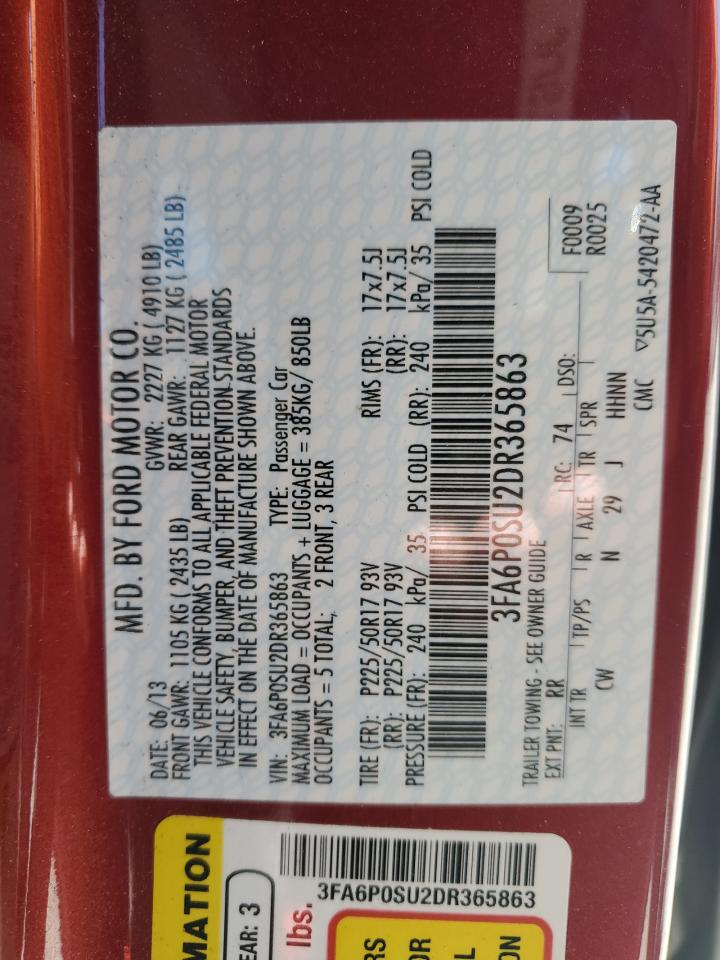 MFD. BY FORD MOTOR CO.
DATE: 06/13 GVWR: 2227 KG ( 4910 LB)
FRONT GAWR: 1105 KG ( 2435 LB) REAR GAWR: 1127 KG ( 2485 LB)
THIS VEHICLE CONFORMS TO ALL APPLICABLE FEDERAL MOTOR
VEHICLE SAFETY, BUMPER, AND THEFT PREVENTION STANDARDS
IN EFFECT ON THE DATE OF MANUFACTURE SHOWN ABOVE.
VIN: 3FA6P0SU2DR365863 TYPE: Passenger Car
MAXIMUM LOAD = OCCUPANTS + LUGGAGE = 385KG/ 850LB
OCCUPANTS = 5 TOTAL; 2 FRONT, 3 REAR
TIRE (FR): P225/50R17 93V RIMS (FR): 17x7.5J
(RR): P225/50R17 93V (RR): 17x7.5J
PRESSURE (FR): 240 kPa/ 35 PSI COLD (RR): 240 kPa/ 35 PSI COLD
3FA6P0SU2DR365863
TRAILER TOWING - SEE OWNER GUIDE
F0009
R0025
EXT PNT: RR RC: 74 DSO:
INT TR TP/PS R AXLE TR SPR
CW N 29 J HHNN
CMC ▽5U5A-5420472-AA
MATION
EAR: 3
lbs.
3FA6P0SU2DR365863
RS
OR
L
ON